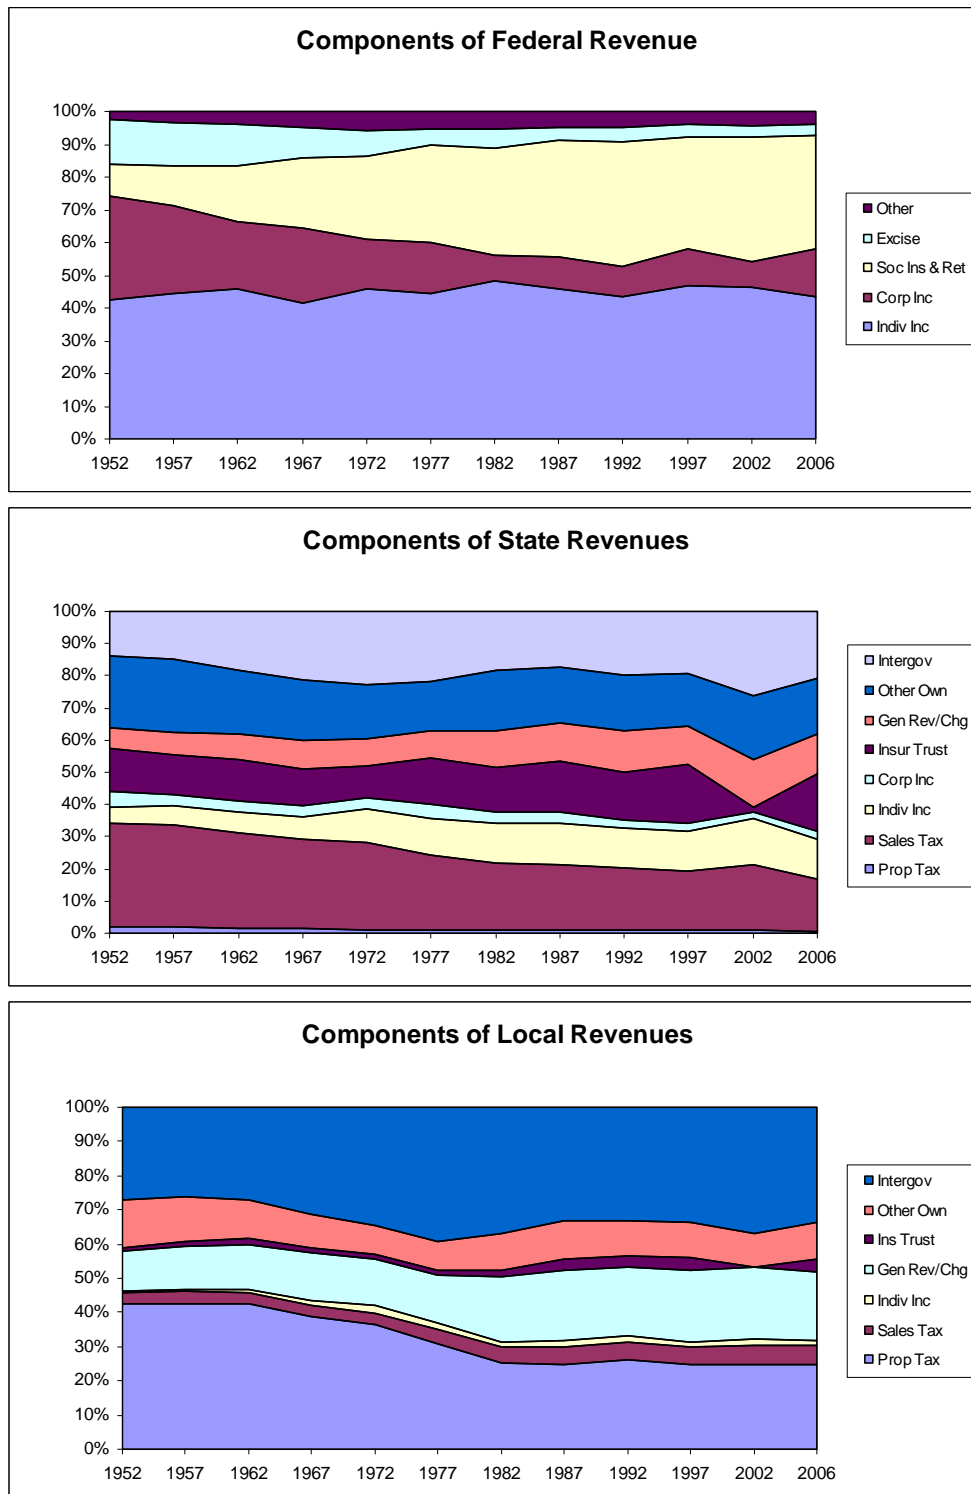 Components of Federal Revenue
100%
90%
80%
70%
60%
50%
40%
30%
20%
10%
0%
1952 1957 1962 1967 1972 1977 1982 1987 1992 1997 2002 2006
Other
Excise
Soc Ins & Ret
Corp Inc
Indiv Inc
Components of State Revenues
100%
90%
80%
70%
60%
50%
40%
30%
20%
10%
0%
1952 1957 1962 1967 1972 1977 1982 1987 1992 1997 2002 2006
Intergov
Other Own
Gen Rev/Chg
Insur Trust
Corp Inc
Indiv Inc
Sales Tax
Prop Tax
Components of Local Revenues
100%
90%
80%
70%
60%
50%
40%
30%
20%
10%
0%
1952 1957 1962 1967 1972 1977 1982 1987 1992 1997 2002 2006
Intergov
Other Own
Ins Trust
Gen Rev/Chg
Indiv Inc
Sales Tax
Prop Tax